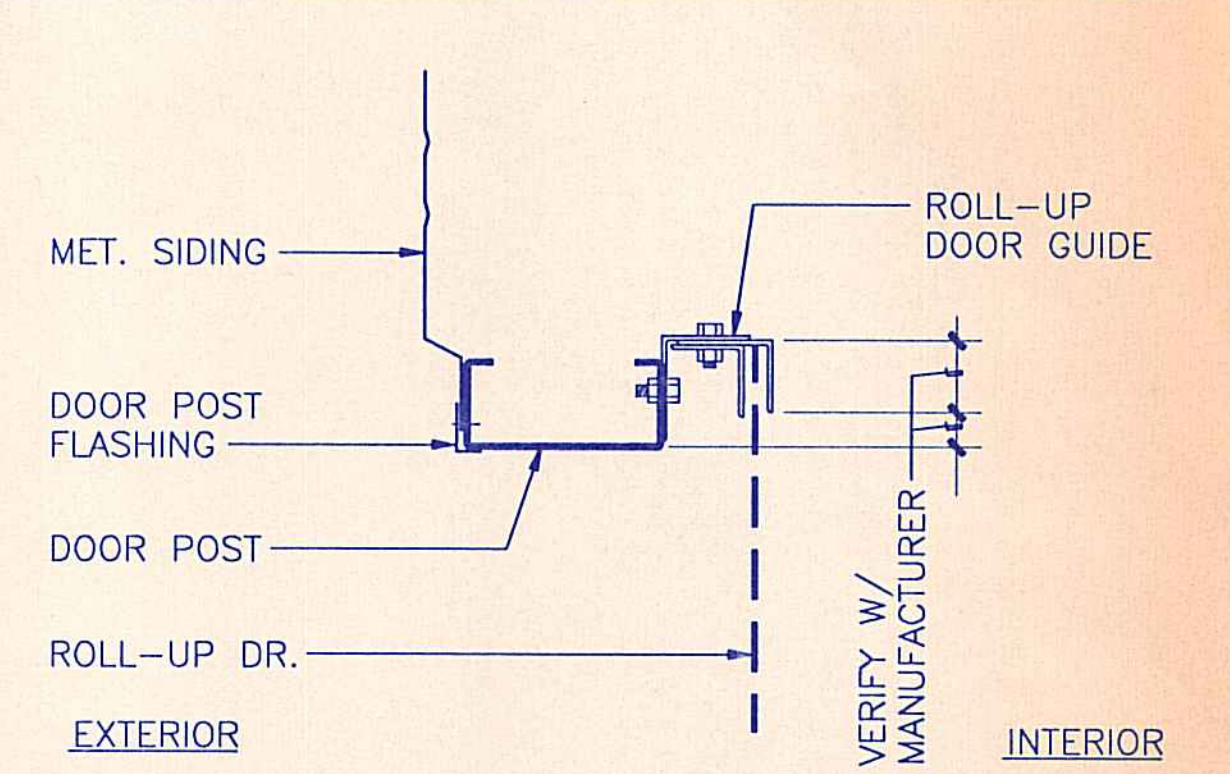 ROLL-UP
DOOR GUIDE
MET. SIDING
DOOR POST
FLASHING
DOOR POST
ROLL-UP DR.
VERIFY W/
MANUFACTURER
EXTERIOR
INTERIOR